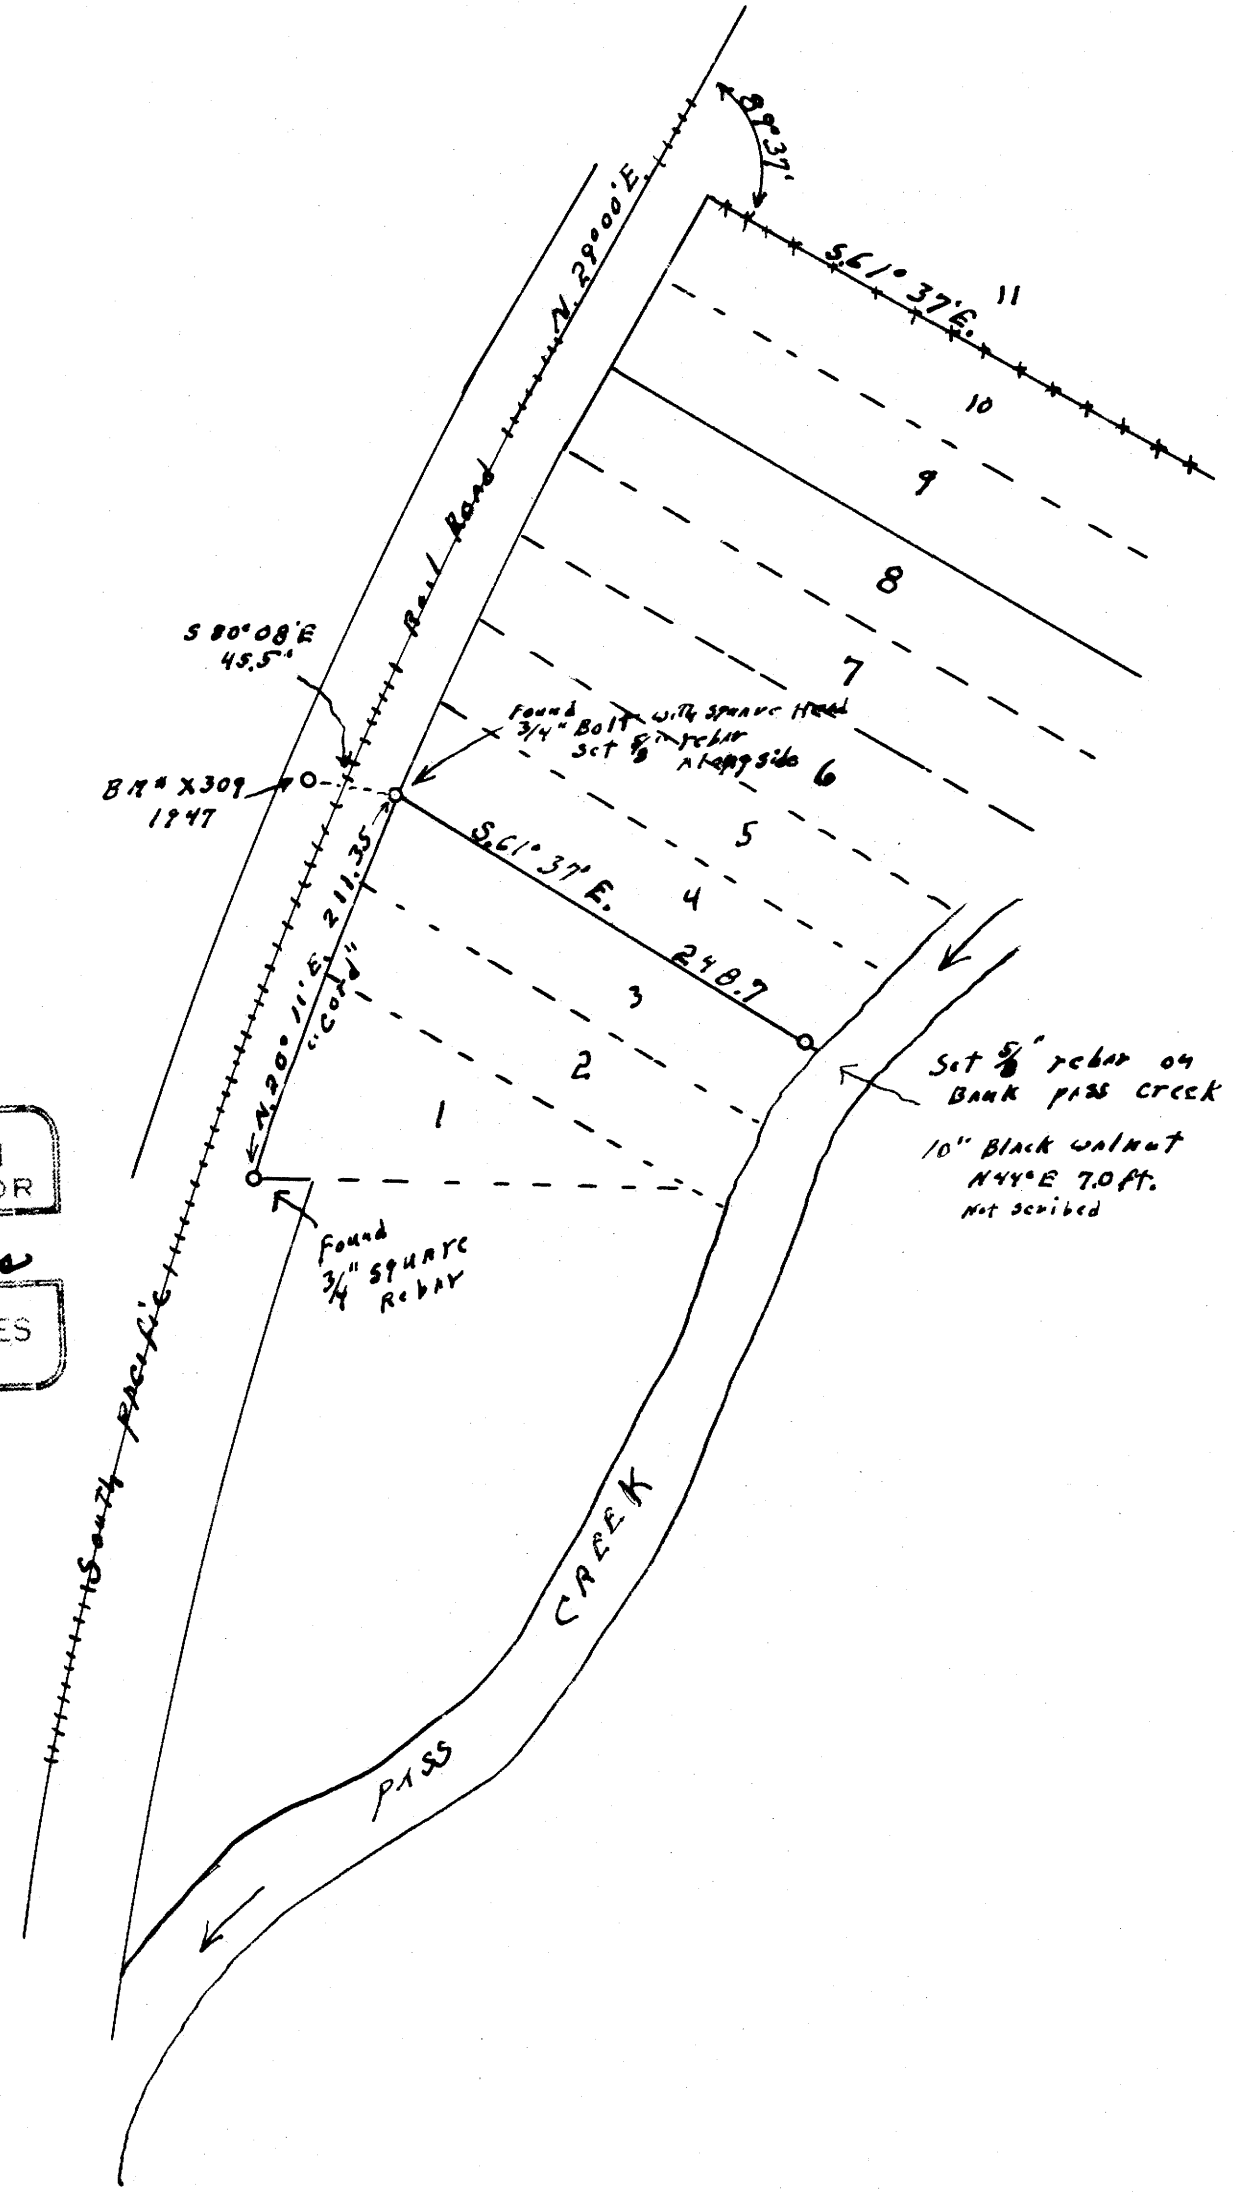 89°37'
N. 29°00'E.
S.61° 37'E.
11
10
9
8
7
6
5
4
3
2
1
Rail Road
S 80°08'E
45.5'
Found
3/4" Bolt with square Head
Set 5/8" rebar
Alongside
BM# X309
1947
S.61° 37' E.
248.7
N. 20° 11' E. 211.35
"Cord"
Set 5/8" rebar on
Bank pass creek
10" Black walnut
N44°E 7.0 ft.
Not scribed
Found
3/4" square
Rebar
OR
ES
South Pacific
CREEK
PASS